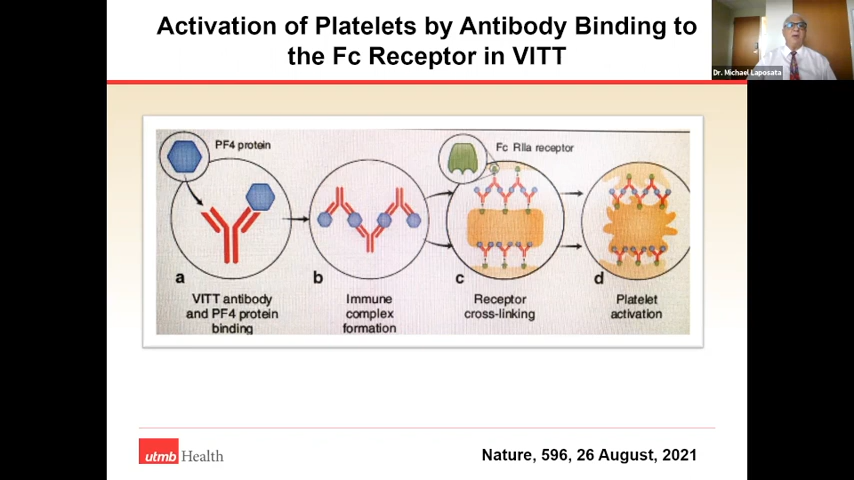 Activation of Platelets by Antibody Binding to
the Fc Receptor in VITT
Dr. Michael Laposata
PF4 protein
Fc RIIa receptor
a
b
c
d
VITT antibody
and PF4 protein
binding
Immune
complex
formation
Receptor
cross-linking
Platelet
activation
utmb Health
Nature, 596, 26 August, 2021